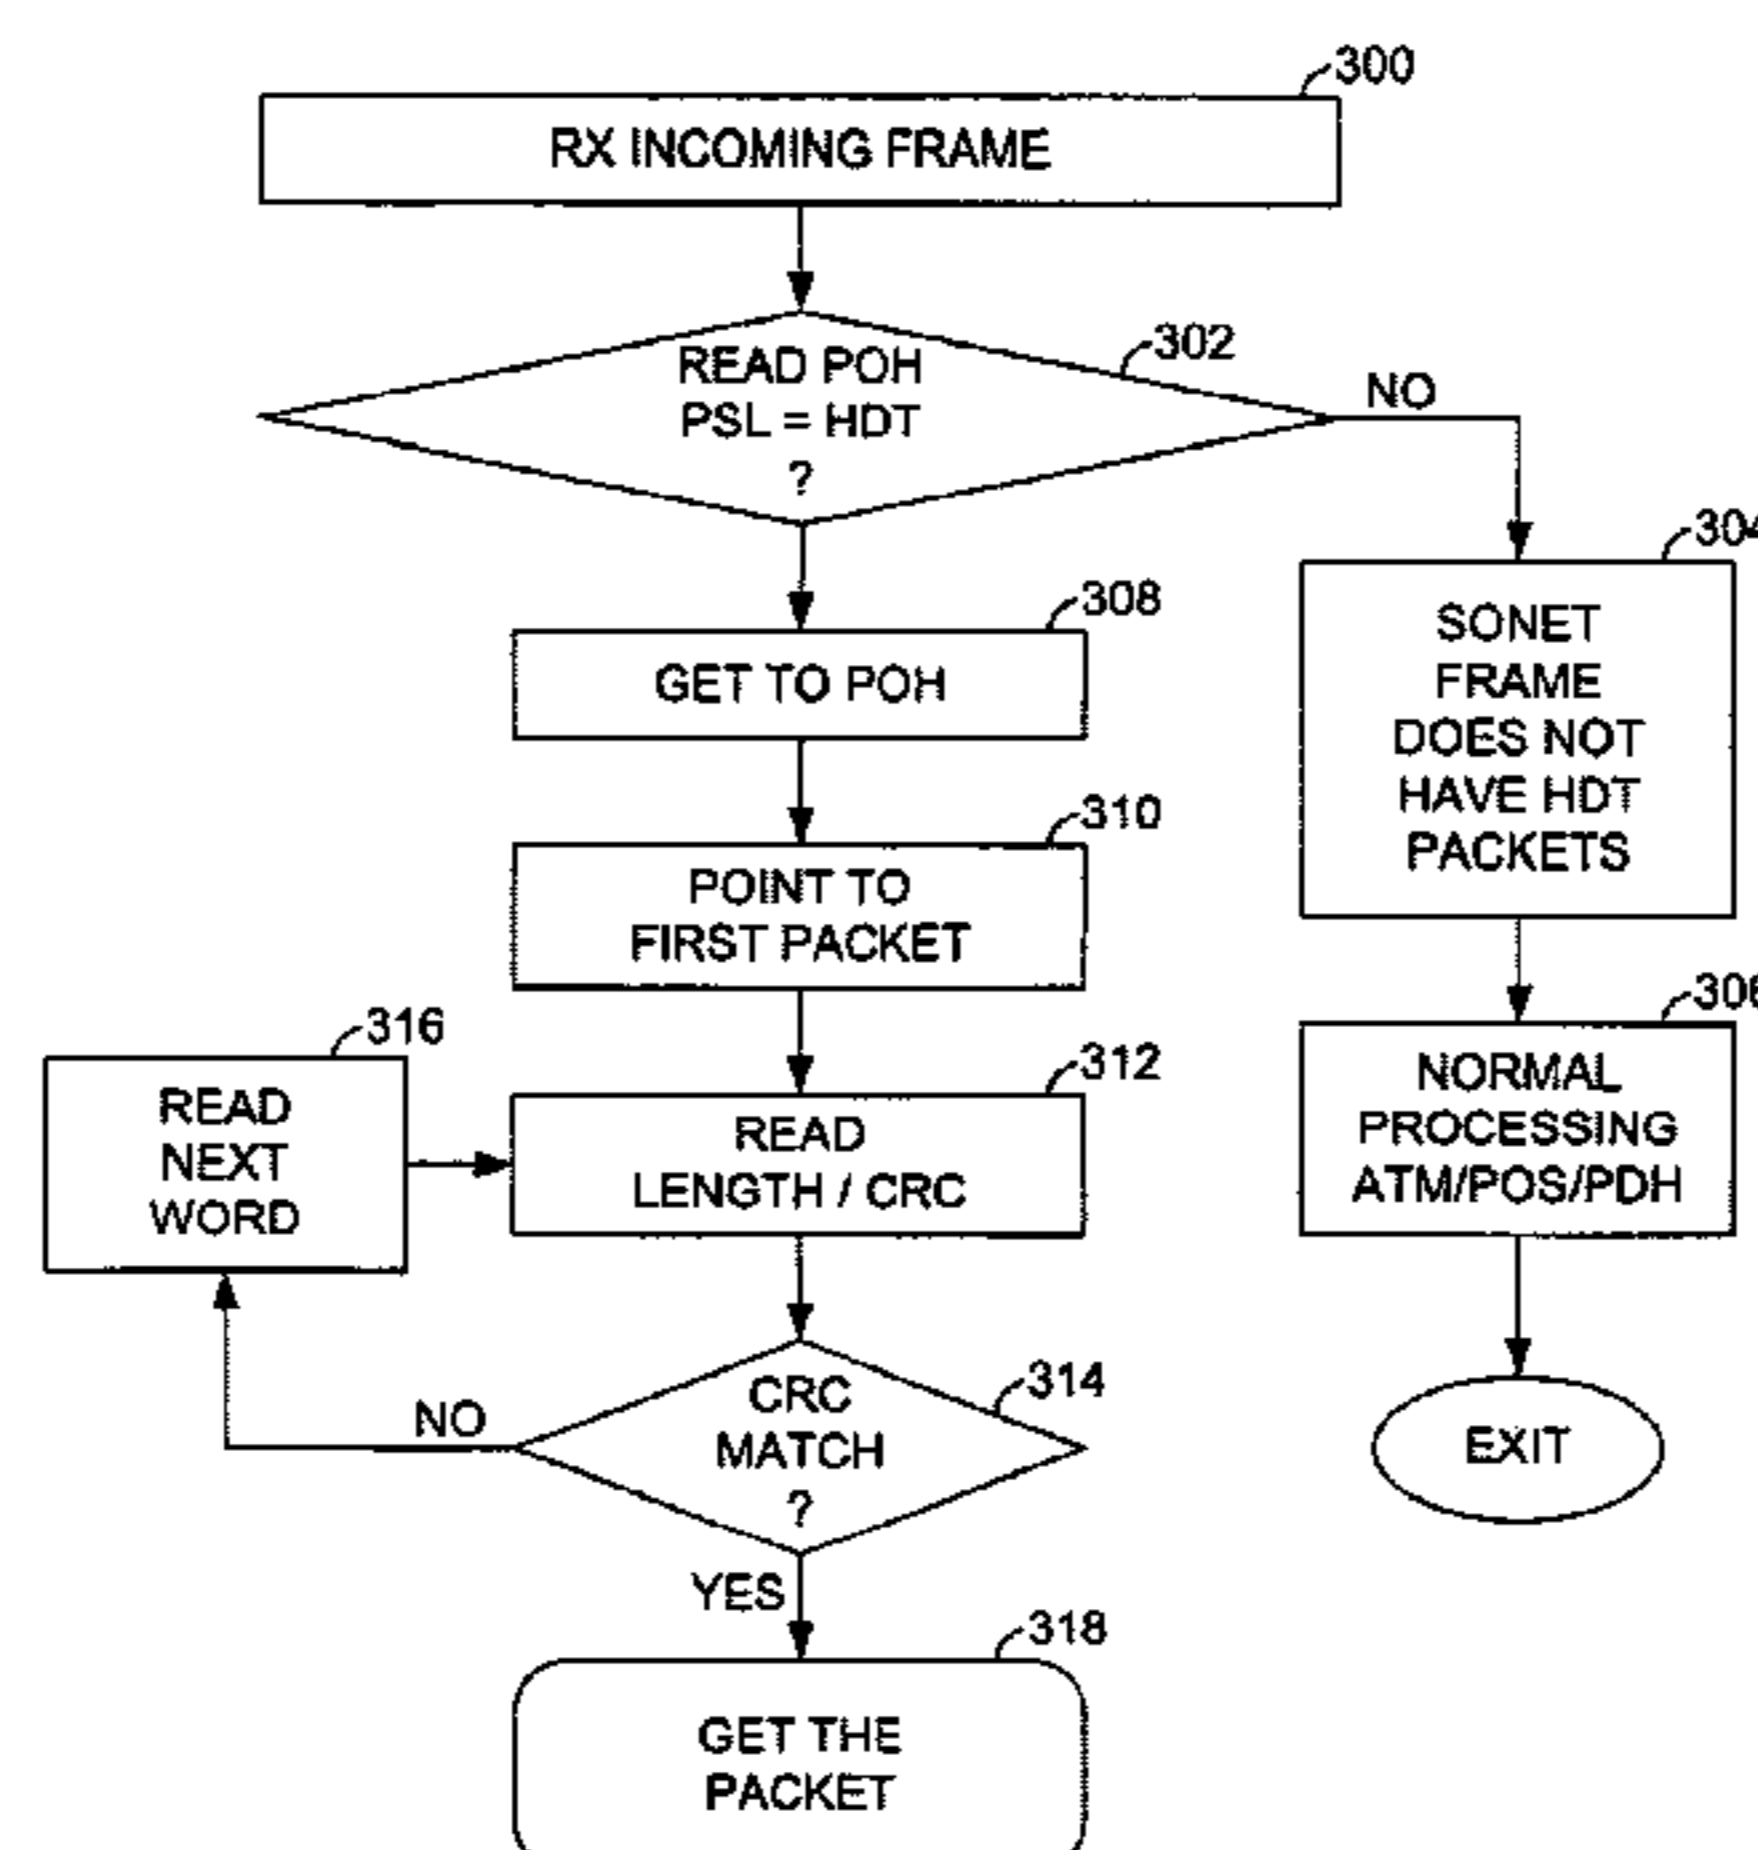 300
RX INCOMING FRAME
302
READ POH
PSL = HDT
?
NO
304
SONET
FRAME
DOES NOT
HAVE HDT
PACKETS
308
GET TO POH
310
POINT TO
FIRST PACKET
306
NORMAL
PROCESSING
ATM/POS/PDH
316
READ
NEXT
WORD
312
READ
LENGTH / CRC
314
CRC
MATCH
?
NO
YES
EXIT
318
GET THE
PACKET